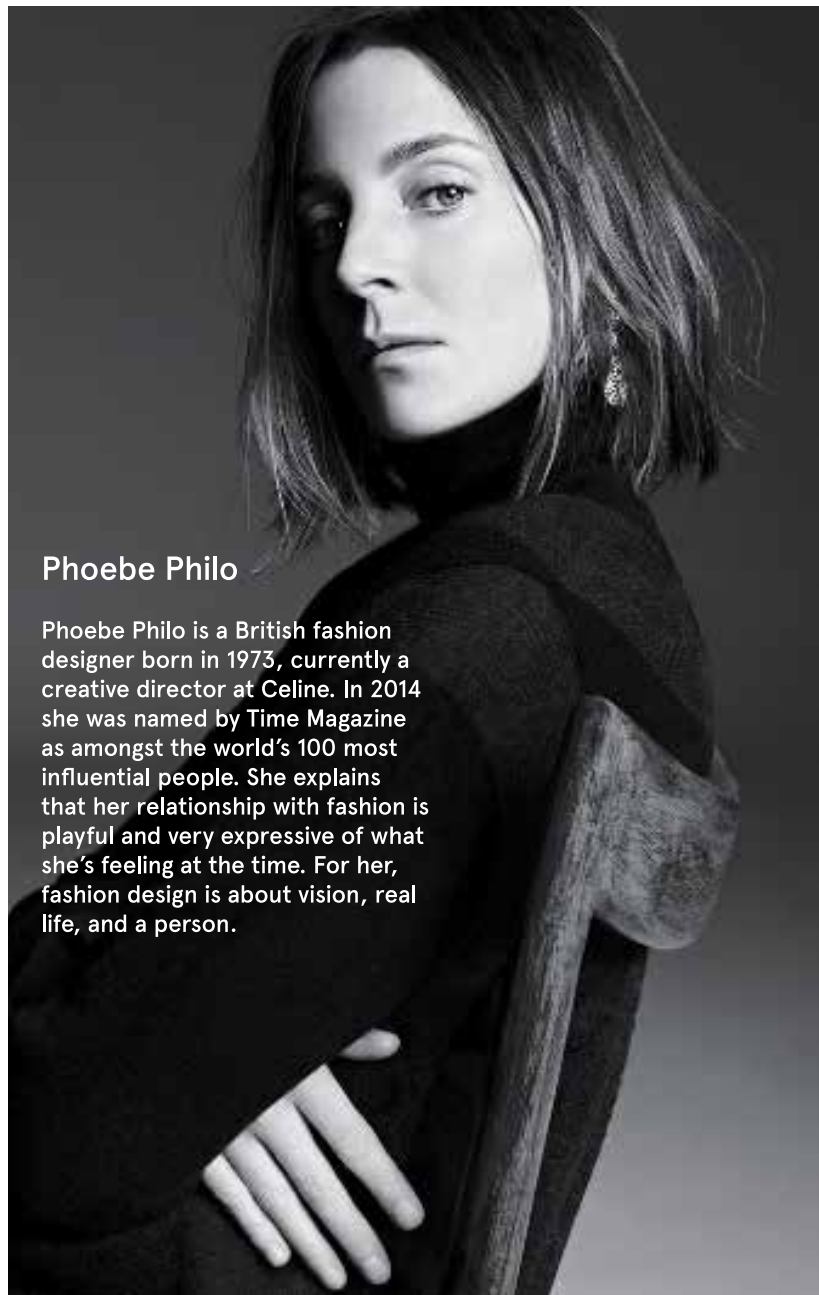 Phoebe Philo
Phoebe Philo is a British fashion
designer born in 1973, currently a
creative director at Celine. In 2014
she was named by Time Magazine
as amongst the world's 100 most
influential people. She explains
that her relationship with fashion is
playful and very expressive of what
she's feeling at the time. For her,
fashion design is about vision, real
life, and a person.